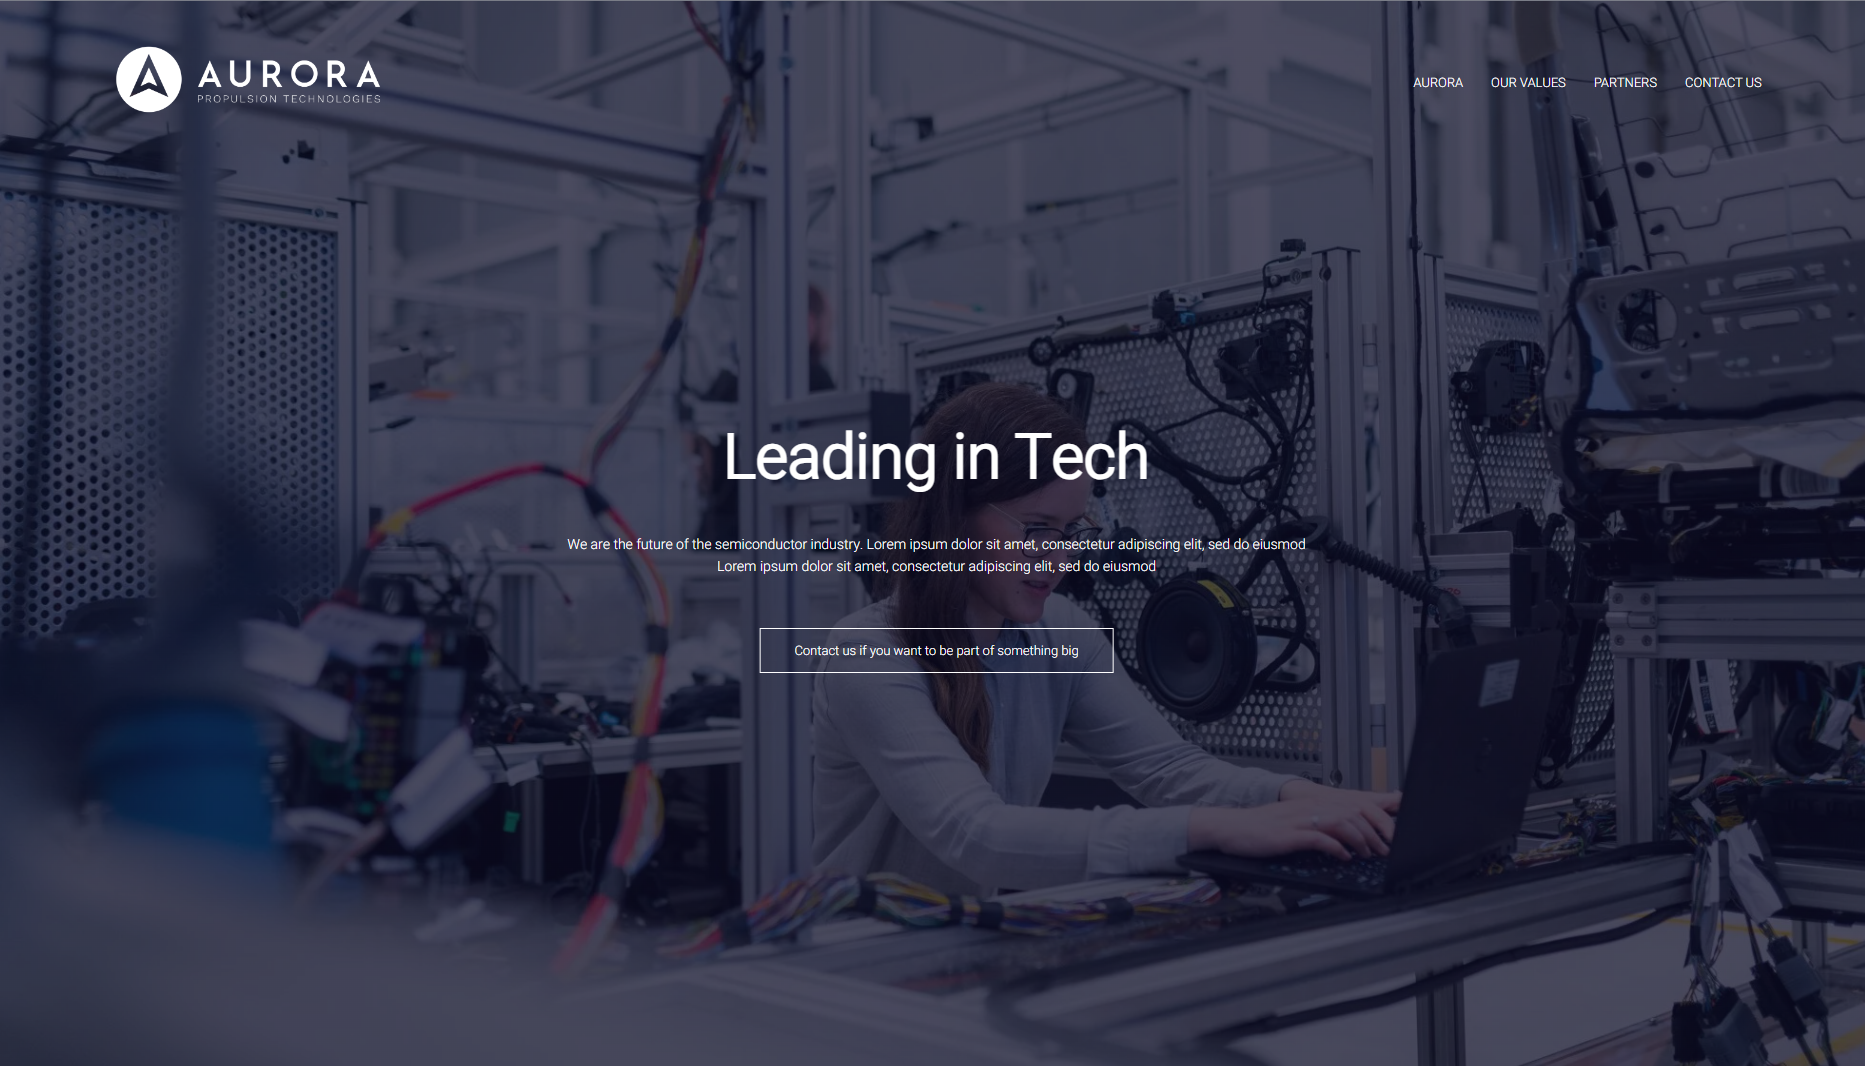 AURORA
PROPULSION TECHNOLOGIES
AURORA OUR VALUES PARTNERS CONTACT US
Leading in Tech
We are the future of the semiconductor industry. Lorem ipsum dolor sit amet, consectetur adipiscing elit, sed do eiusmod
Lorem ipsum dolor sit amet, consectetur adipiscing elit, sed do eiusmod
Contact us if you want to be part of something big